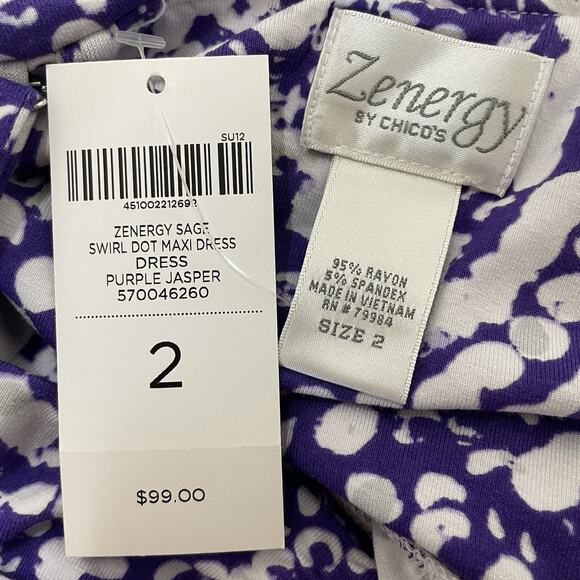 SU12
451002212692
ZENERGY SAGE
SWIRL DOT MAXI DRESS
DRESS
PURPLE JASPER
570046260
2
$99.00
Zenergy
BY CHICO'S
95% RAYON
5% SPANDEX
MADE IN VIETNAM
RN # 79984
SIZE 2